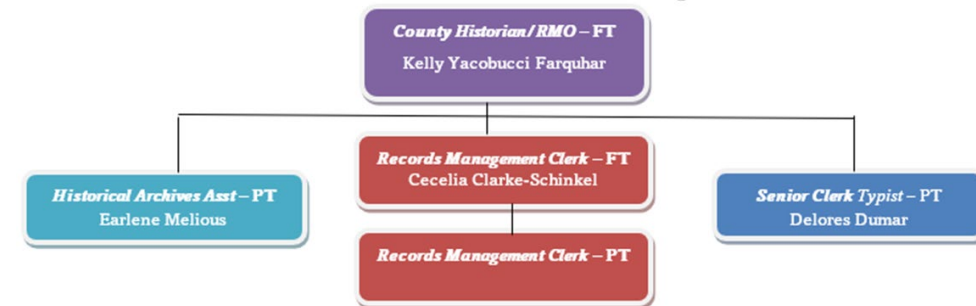 County Historian/RMO – FT
Kelly Yacobucci Farquhar
Records Management Clerk – FT
Cecelia Clarke-Schinkel
Historical Archives Asst – PT
Earlene Melious
Senior Clerk Typist – PT
Delores Dumar
Records Management Clerk – PT